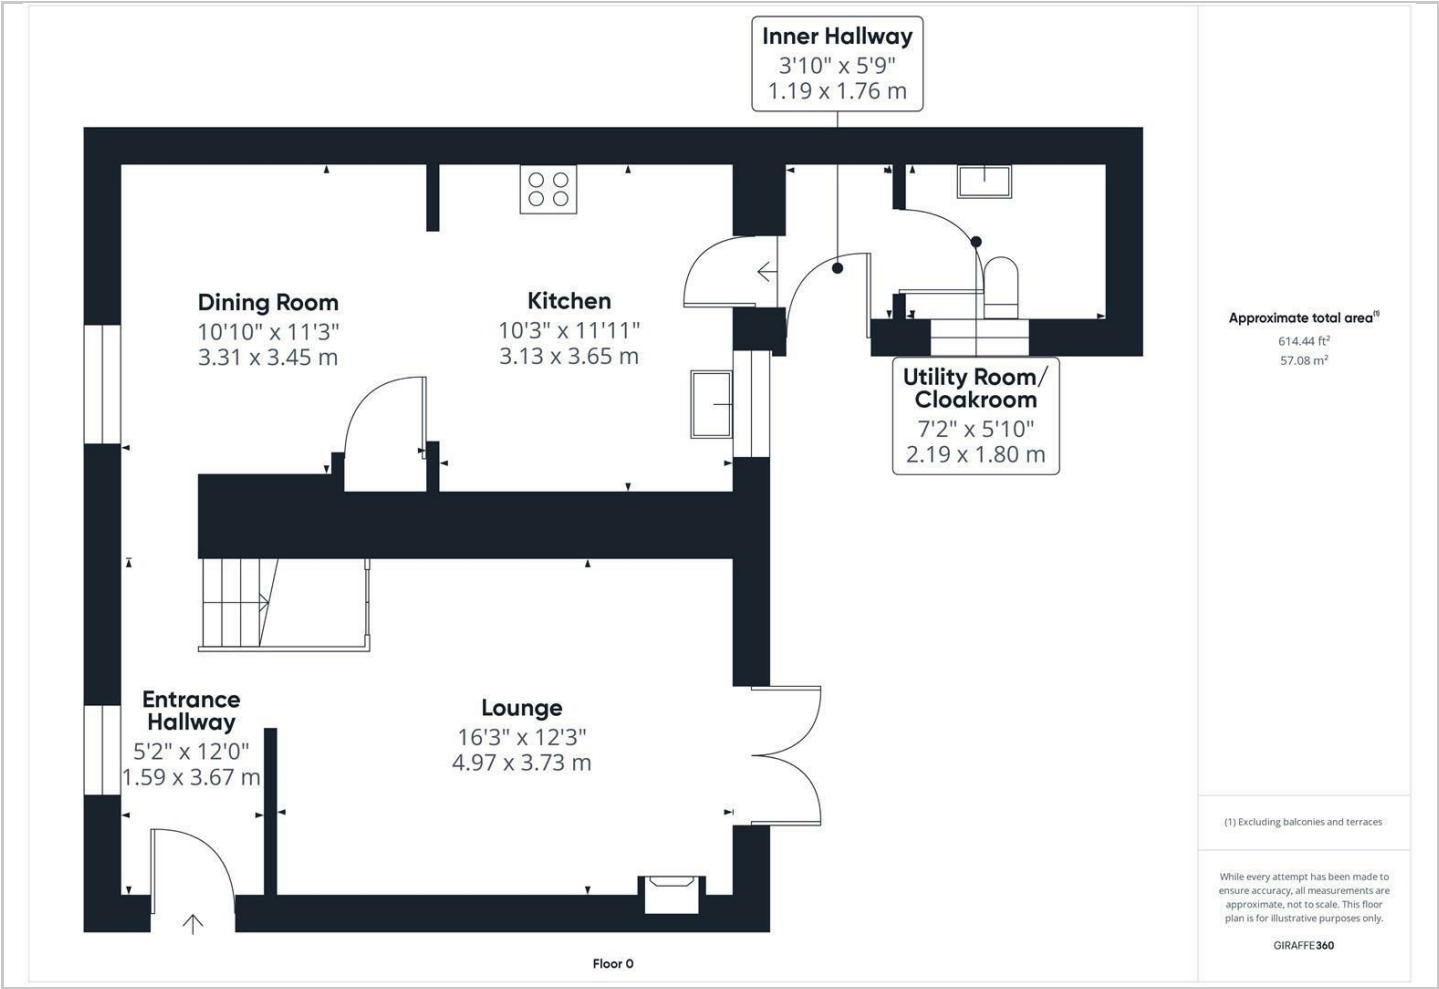 Inner Hallway
3'10" x 5'9"
1.19 x 1.76 m
Dining Room
10'10" x 11'3"
3.31 x 3.45 m
Kitchen
10'3" x 11'11"
3.13 x 3.65 m
Utility Room/
Cloakroom
7'2" x 5'10"
2.19 x 1.80 m
Entrance
Hallway
5'2" x 12'0"
1.59 x 3.67 m
Lounge
16'3" x 12'3"
4.97 x 3.73 m
Floor 0
Approximate total area(1)
614.44 ft²
57.08 m²
(1) Excluding balconies and terraces
While every attempt has been made to
ensure accuracy, all measurements are
approximate, not to scale. This floor
plan is for illustrative purposes only.
GIRAFFE360